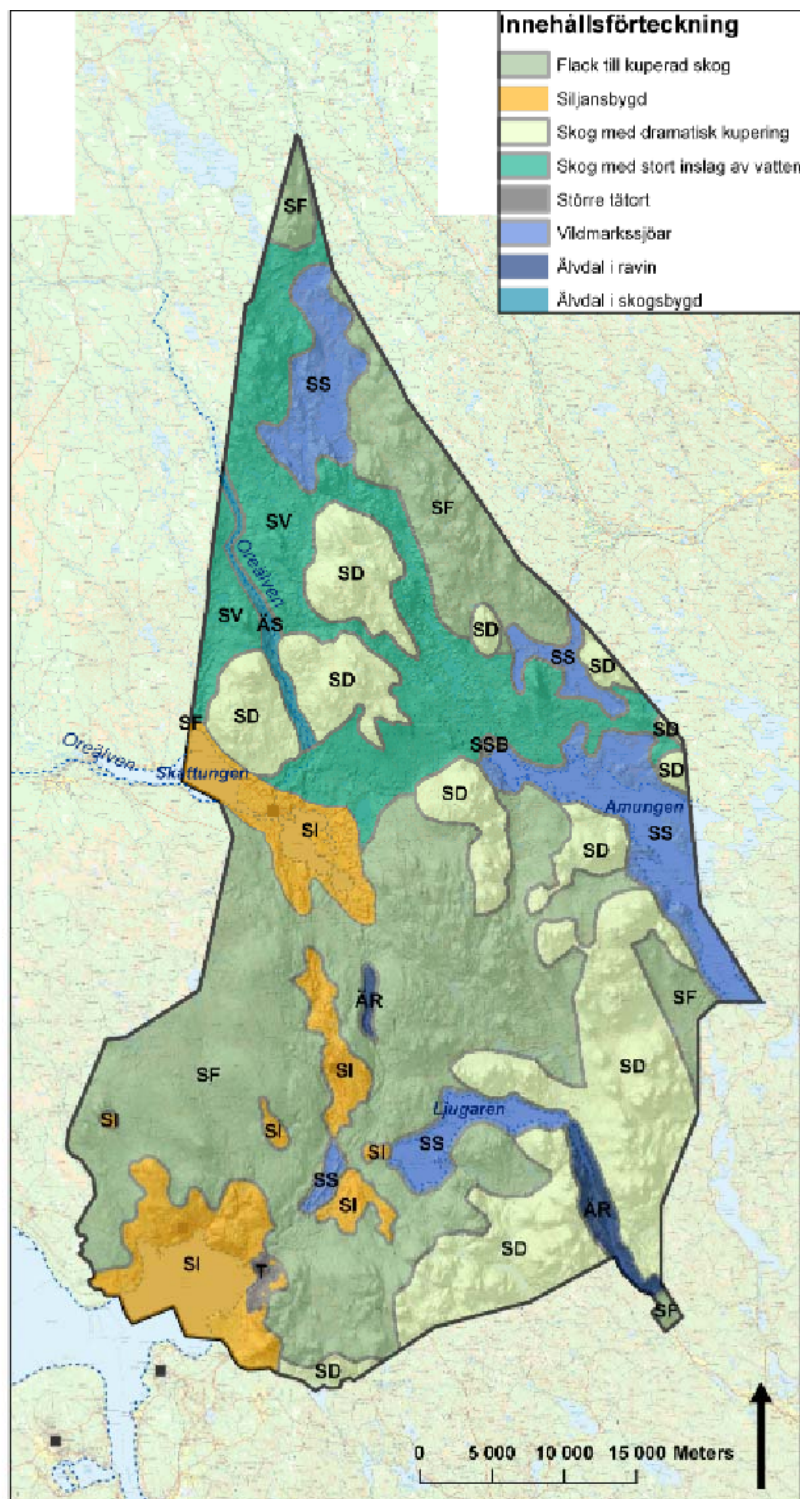 Innehållsförteckning
Flack till kuperad skog
Siljansbygd
Skog med dramatisk kupering
Skog med stort inslag av vatten
Större tätort
Vildmarkssjöar
Älvdal i ravin
Älvdal i skogsbygd
SF
SS
SF
SV
Oreälven
SD
SV
ÄS
SD
SS
SD
SD
SD
SF
SD
Oreälven
SSB
Skattungen
SD
SD
Amungen
SI
SS
SD
ÄR
SF
SF
SI
SD
Ljugaren
SI
SI
SI
SS
SS
SI
ÄR
SD
SI
T
SF
SD
0 5 000 10 000 15 000 Meters